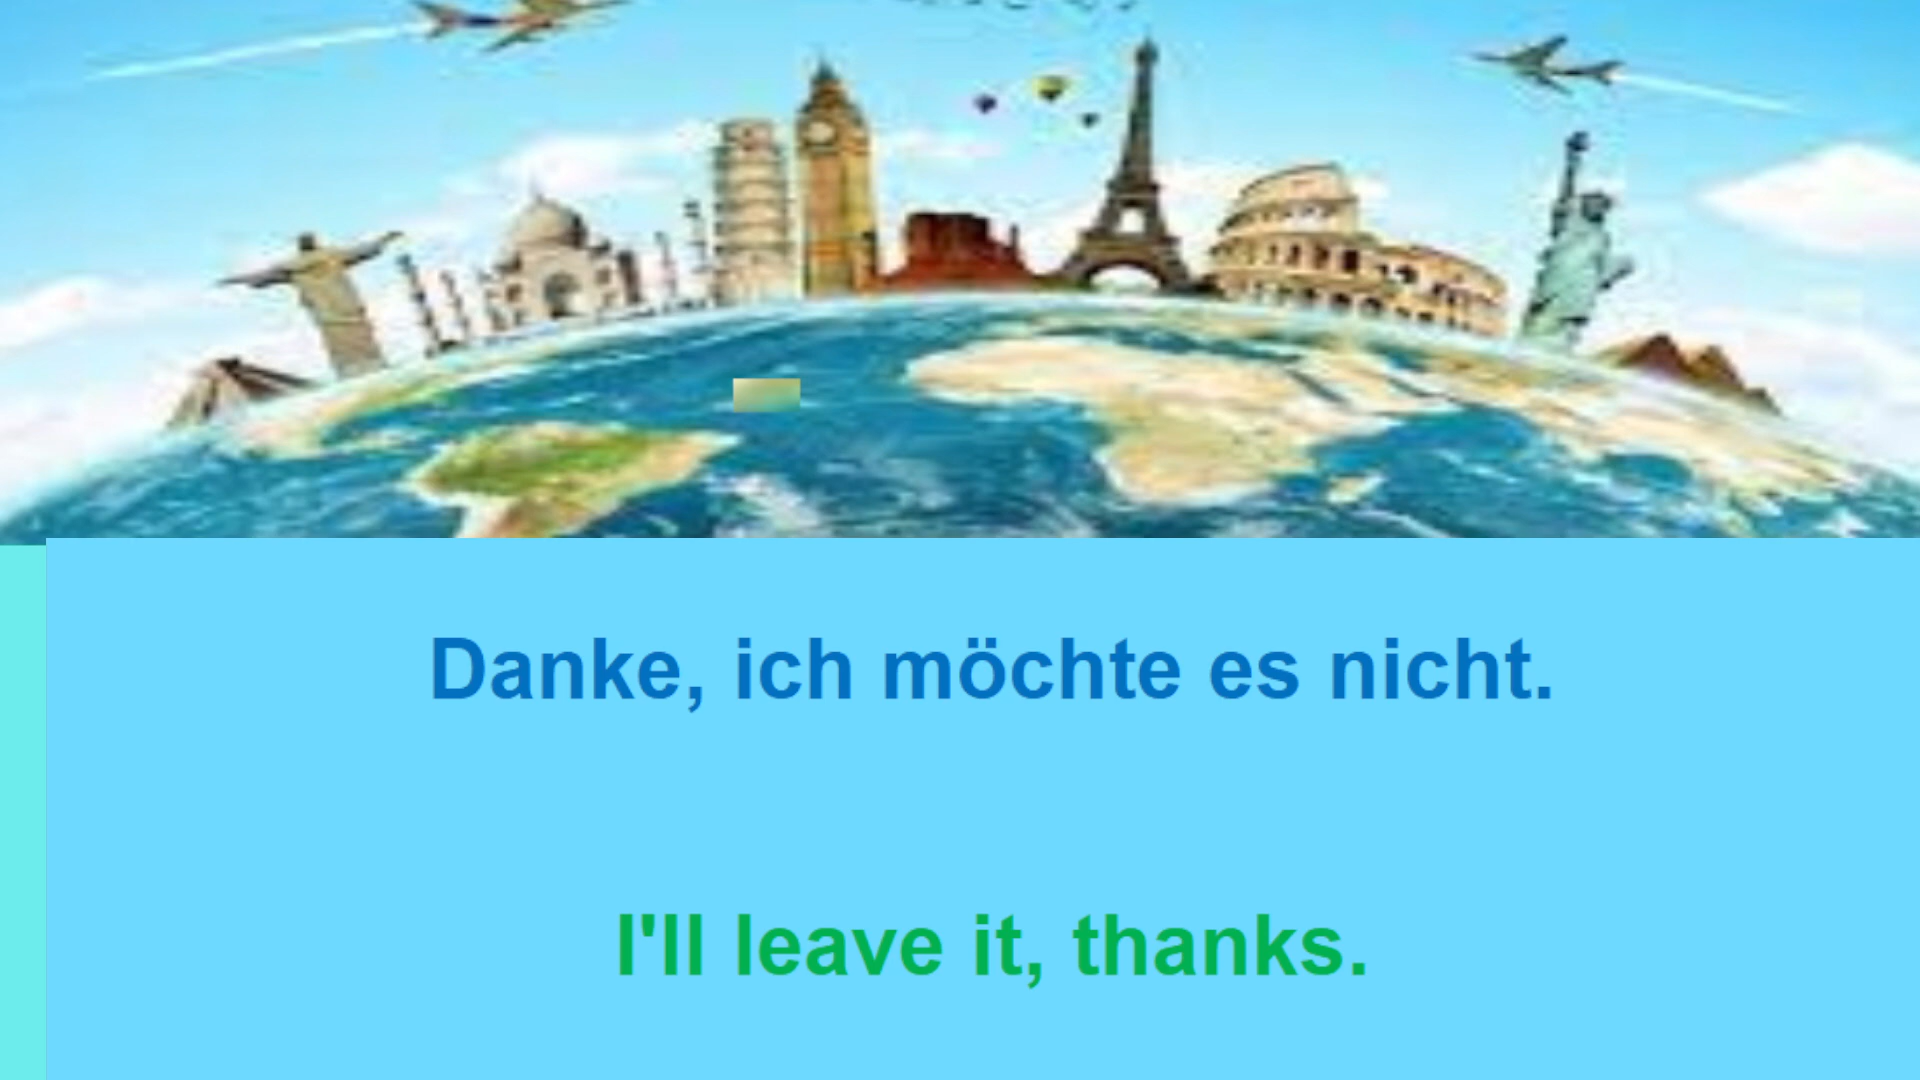 Danke, ich möchte es nicht.
I'll leave it, thanks.